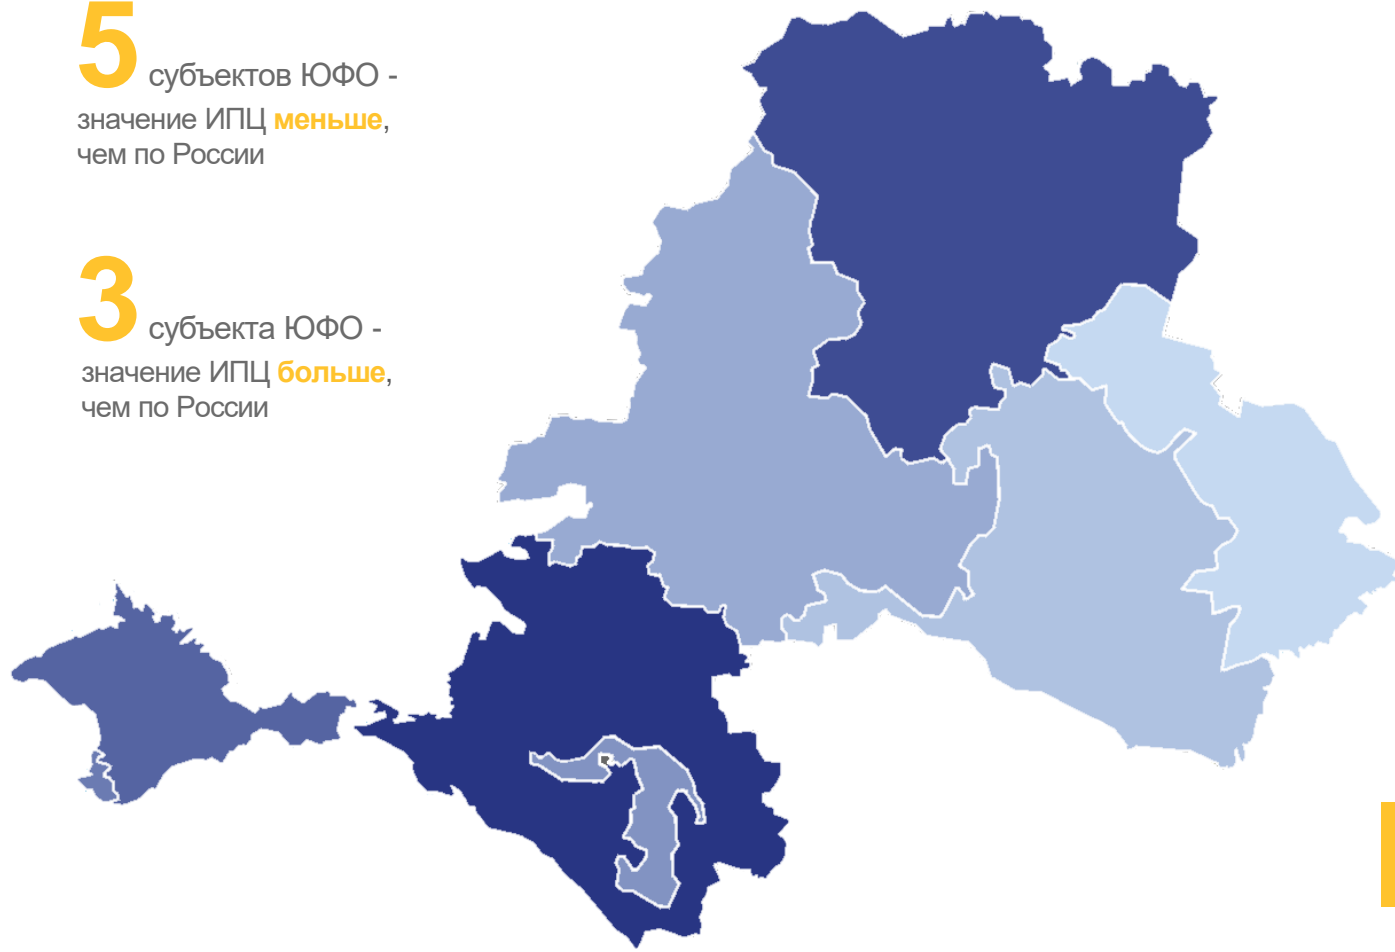 5 субъектов ЮФО -
значение ИПЦ меньше,
чем по России
3 субъекта ЮФО -
значение ИПЦ больше,
чем по России